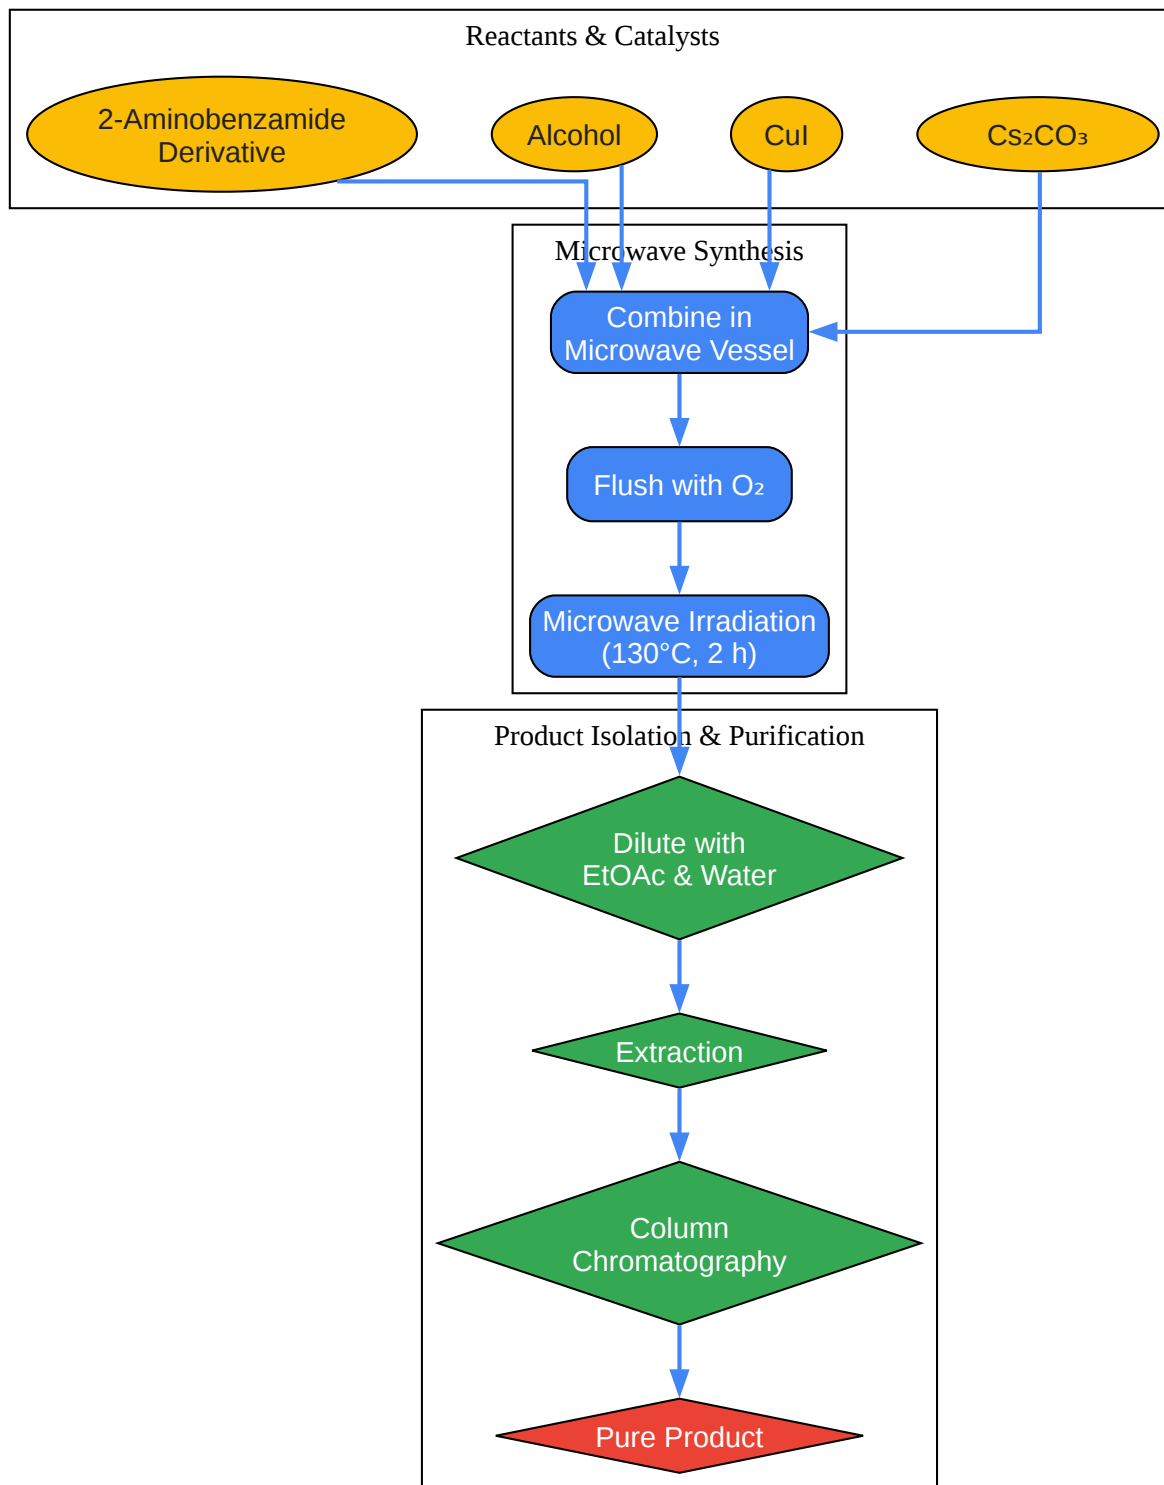 Reactants & Catalysts
2-Aminobenzamide
Derivative
Alcohol
CuI
Cs₂CO₃
Microwave Synthesis
Combine in
Microwave Vessel
Flush with O₂
Microwave Irradiation
(130°C, 2 h)
Product Isolation & Purification
Dilute with
EtOAc & Water
Extraction
Column
Chromatography
Pure Product